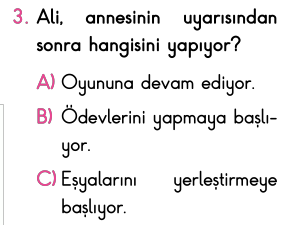 3. Ali, annesinin uyarısından
sonra hangisini yapıyor?
A) Oyununa devam ediyor.
B) Ödevlerini yapmaya başlı-
yor.
C) Eşyalarını yerleştirmeye
başlıyor.